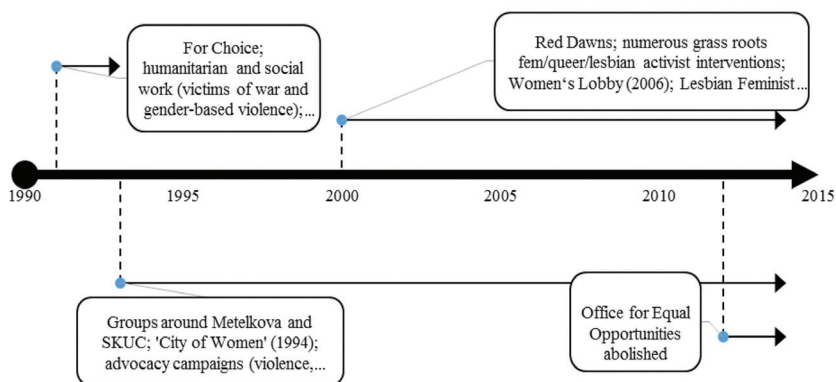 For Choice;
humanitarian and social
work (victims of war and
gender-based violence);...
Red Dawns; numerous grass roots
fem/queer/lesbian activist interventions;
Women‘s Lobby (2006); Lesbian Feminist...
1990
1995
2000
2005
2010
2015
Groups around Metelkova and
SKUC; 'City of Women' (1994);
advocacy campaigns (violence,...
Office for Equal
Opportunities
abolished